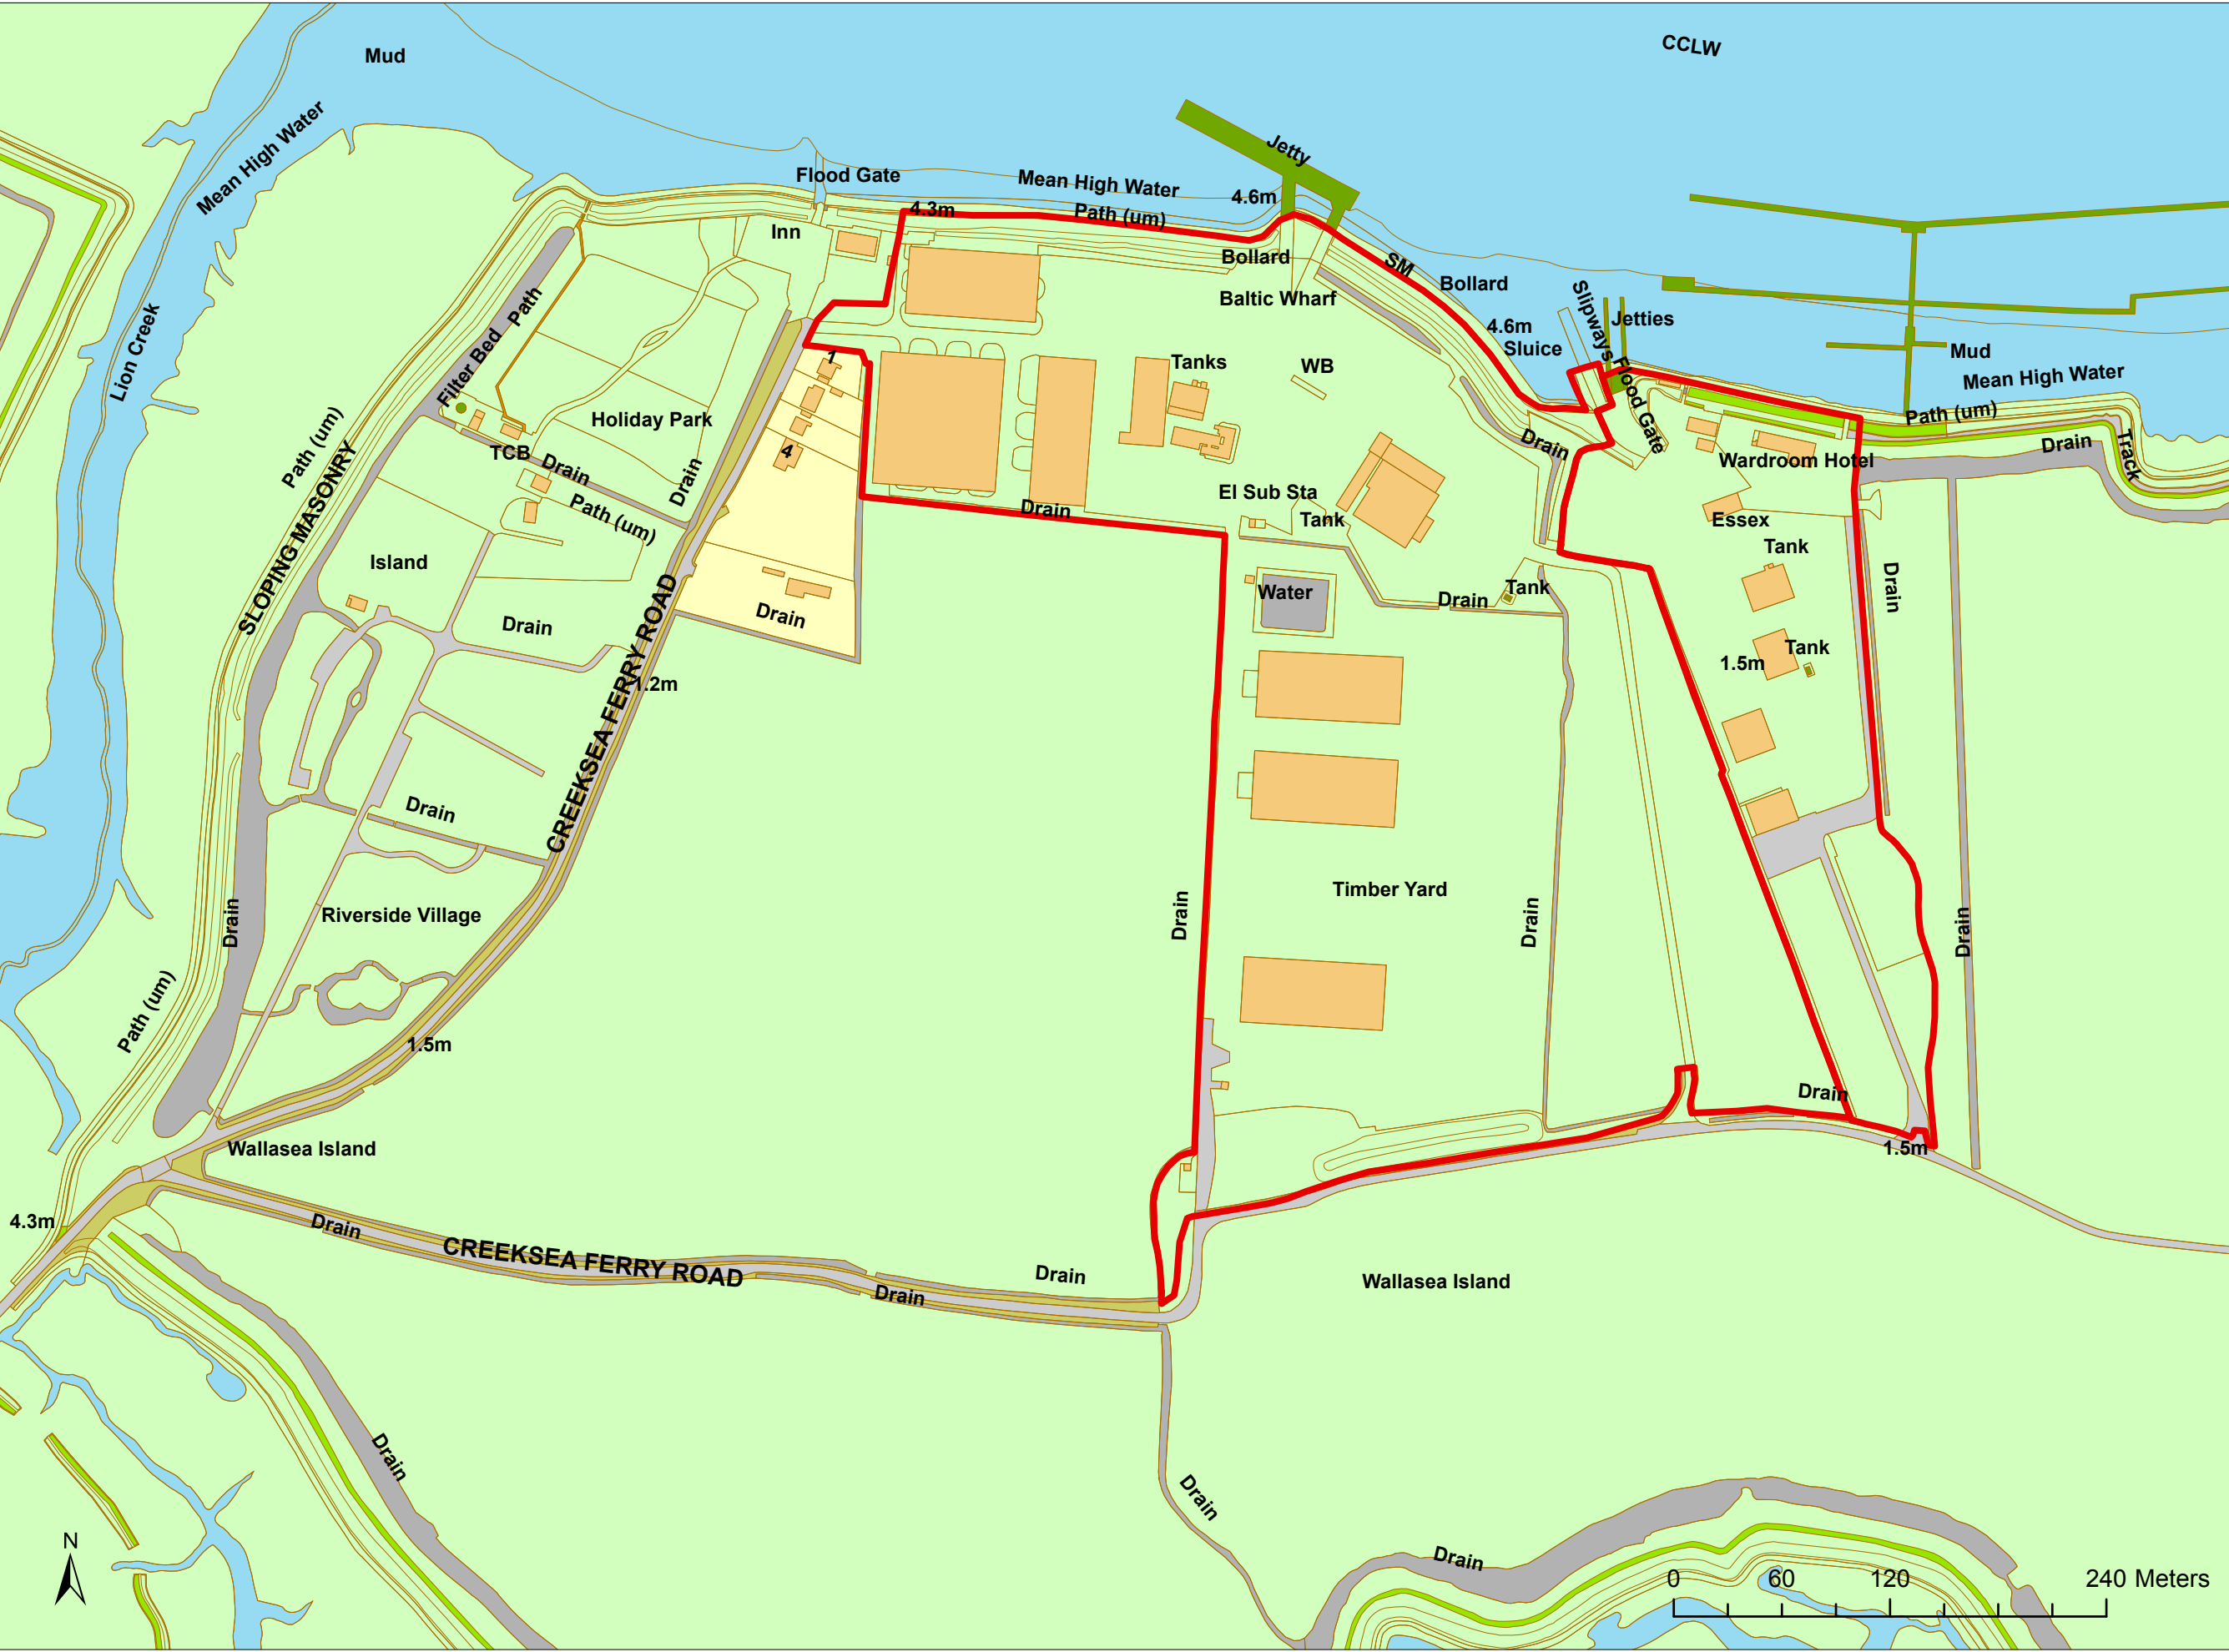 Mud
CCLW
Mean High Water
Jetty
Flood Gate
Mean High Water
4.6m
4.3m
Path (um)
Inn
Bollard
SM
Bollard
Baltic Wharf
Slipways
Jetties
Lion Creek
Path
4.6m
Sluice
Mud
Mean High Water
Filter Bed
1
Tanks
WB
Flood Gate
Path (um)
Holiday Park
Path (um)
4
TCB
Drain
Drain
Drain
Wardroom Hotel
Drain
Track
SLOPING MASONRY
Path (um)
El Sub Sta
Drain
Tank
Essex
Tank
Island
Water
Drain
Tank
Drain
Drain
Drain
CREEKSEA FERRY ROAD
1.2m
1.5m
Tank
Drain
Timber Yard
Drain
Riverside Village
Drain
Drain
Drain
Path (um)
1.5m
Drain
Wallasea Island
1.5m
4.3m
Drain
CREEKSEA FERRY ROAD
Drain
Drain
Wallasea Island
Drain
Drain
Drain
N
0 60 120 240 Meters